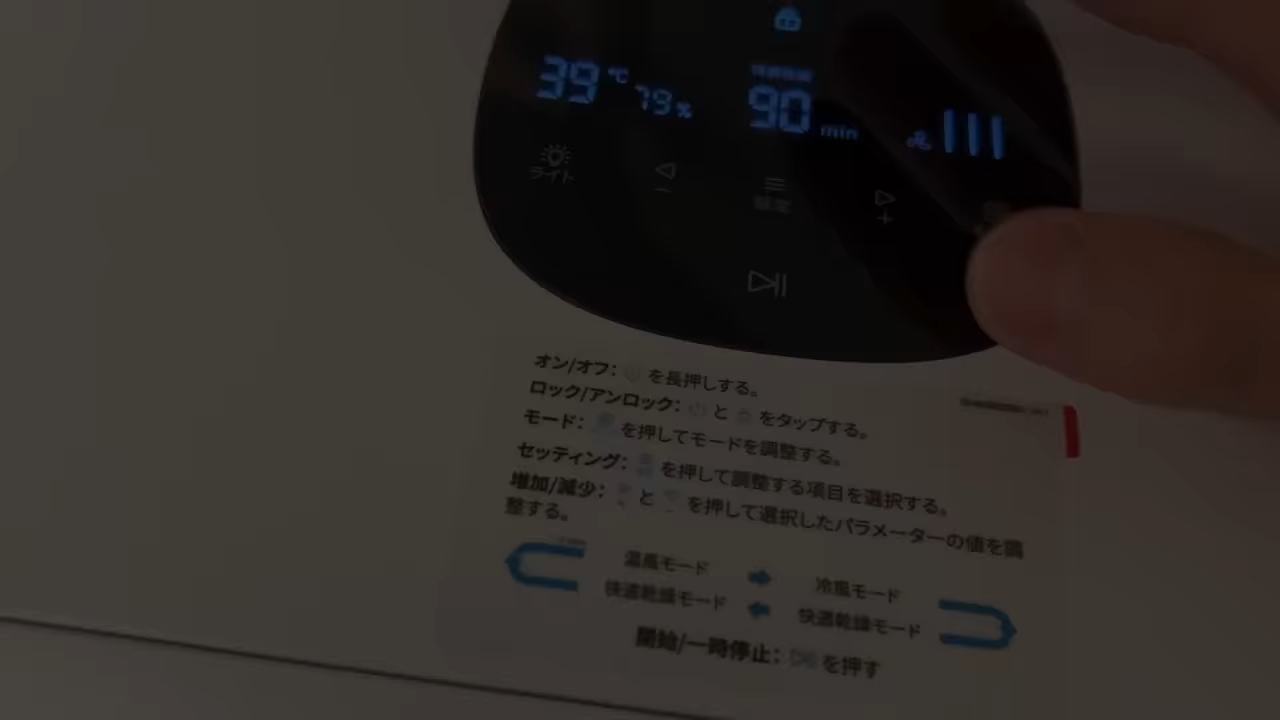 39 ℃ 79 % 90 min
ライト
− 設定 +
オン/オフ: を長押しする。
ロック/アンロック: と をタップする。
モード: を押してモードを調整する。
セッティング: を押して調整する項目を選択する。
増加/減少: と を押して選択したパラメーターの値を調
整する。
温風モード 冷風モード
快適乾燥モード 快適乾燥モード
開始/一時停止: を押す